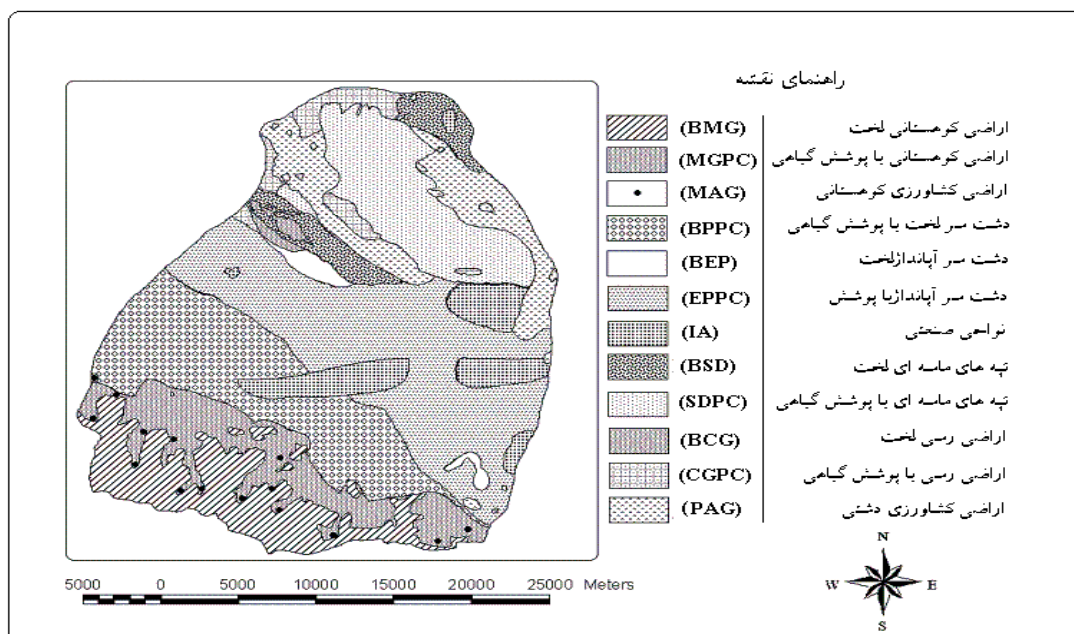 راهنمای نقشه
(BMG) اراضی کوهستانی لخت
(MGPC) اراضی کوهستانی با پوشش گیاهی
(MAG) اراضی کشاورزی کوهستانی
(BPPC) دشت سر لخت با پوشش گیاهی
(BEP) دشت سر آپانداژلخت
(EPPC) دشت سر آپانداژبا پوشش
(IA) نواحی صنعتی
(BSD) تپه های ماسه ای لخت
(SDPC) تپه های ماسه ای با پوشش گیاهی
(BCG) اراضی رسی لخت
(CGPC) اراضی رسی با پوشش گیاهی
(PAG) اراضی کشاورزی دشتی
5000 0 5000 10000 15000 20000 25000 Meters
N
W E
S